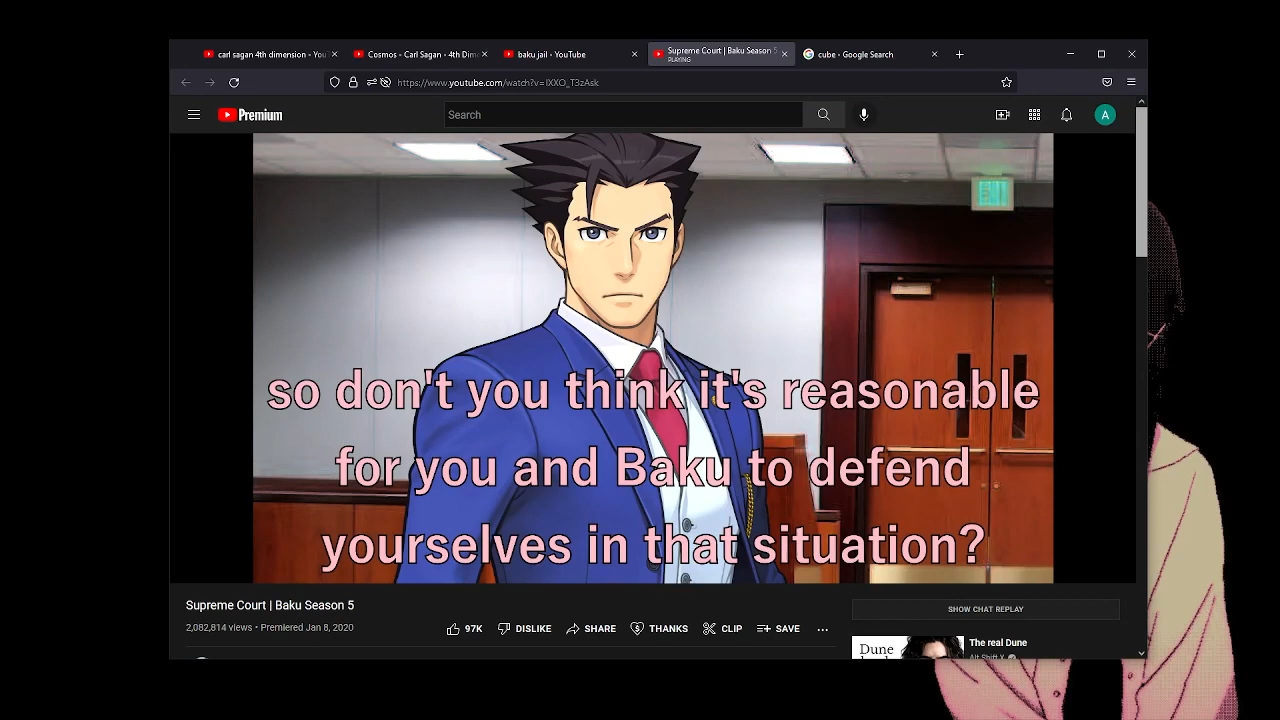 carl sagan 4th dimension - You
Cosmos - Carl Sagan - 4th Dim
baku jail - YouTube
Supreme Court | Baku Season 5
PLAYING
cube - Google Search
https://www.youtube.com/watch?v=IXXO_T3zAsk
Premium
Search
A
so don't you think it's reasonable
for you and Baku to defend
yourselves in that situation?
Supreme Court | Baku Season 5
2,082,814 views • Premiered Jan 8, 2020
97K
DISLIKE
SHARE
THANKS
CLIP
SAVE
SHOW CHAT REPLAY
Dune
The real Dune
Alt Shift X